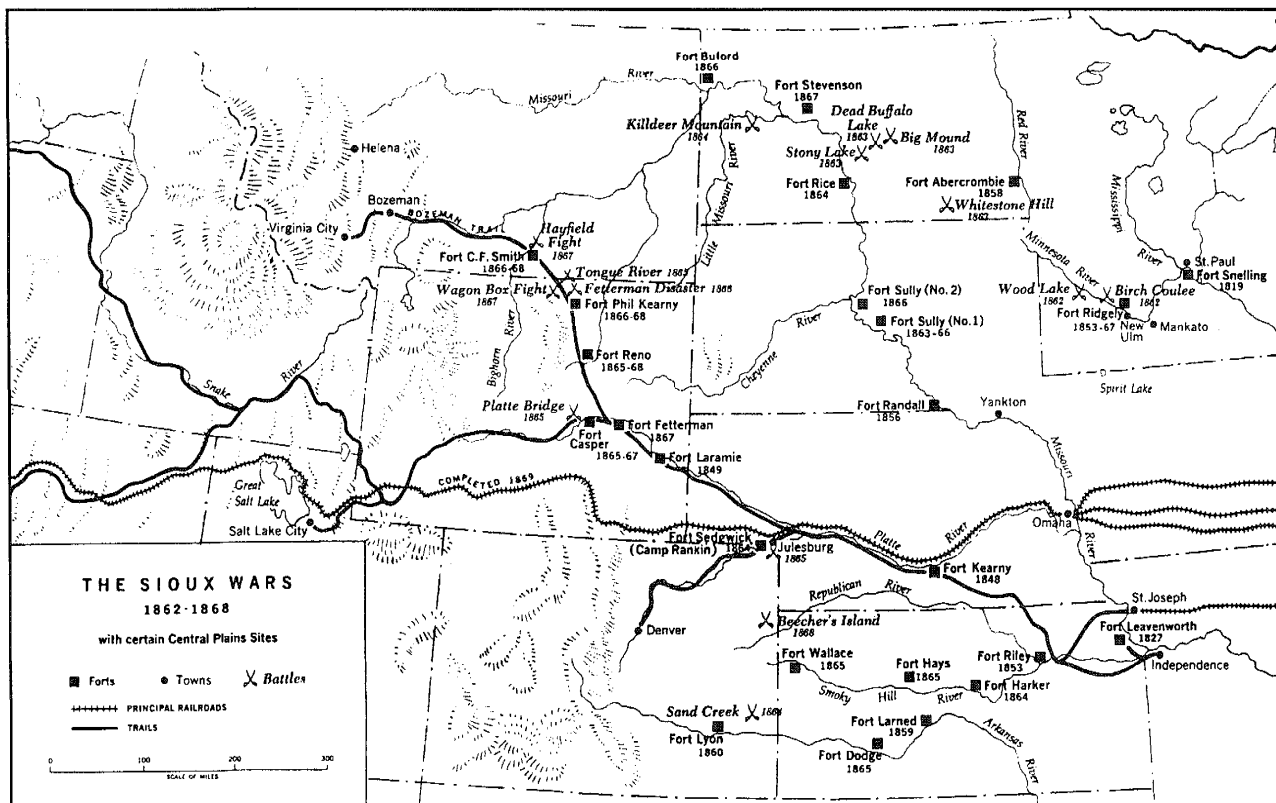 Fort Buford
1866
River
Missouri
Fort Stevenson
1867
Killdeer Mountain
1864
Dead Buffalo
Lake
1863
Big Mound
1863
Stony Lake
1863
Red River
Helena
River
Missouri
Little
Fort Rice
1864
Fort Abercrombie
1858
Whitestone Hill
1863
Mississippi
River
Bozeman
BOZEMAN TRAIL
Virginia City
Hayfield
Fight
1867
Fort C.F. Smith
1866-68
Minnesota
River
St. Paul
Fort Snelling
1819
Tongue River 1865
Wagon Box Fight
1867
Fetterman Disaster 1866
Fort Phil Kearny
1866-68
Wood Lake
1862
Birch Coulee
1862
Fort Ridgely
1853-67
New
Ulm
Mankato
Fort Sully (No. 2)
1866
Fort Sully (No. 1)
1863-66
River
Cheyenne
Bighorn
River
Fort Reno
1865-68
Spirit Lake
Snake
River
Platte Bridge
1865
Fort Randall
1856
Yankton
Fort
Casper
1865-67
Fort Fetterman
1867
Fort Laramie
1849
Missouri
River
COMPLETED 1869
Great
Salt Lake
Salt Lake City
Omaha
Platte
River
Fort Sedgwick
(Camp Rankin)
1864
Julesburg
1865
Fort Kearny
1848
Republican
River
St. Joseph
Denver
Beecher's Island
1868
Fort Leavenworth
1827
Independence
Fort Wallace
1865
Fort Hays
1865
Fort Riley
1853
Fort Harker
1864
Smoky Hill River
Sand Creek
1864
Fort Lyon
1860
Fort Larned
1859
Fort Dodge
1865
Arkansas
River
THE SIOUX WARS
1862-1868
with certain Central Plains Sites
Forts
Towns
Battles
PRINCIPAL RAILROADS
TRAILS
0 100 200 300
SCALE OF MILES